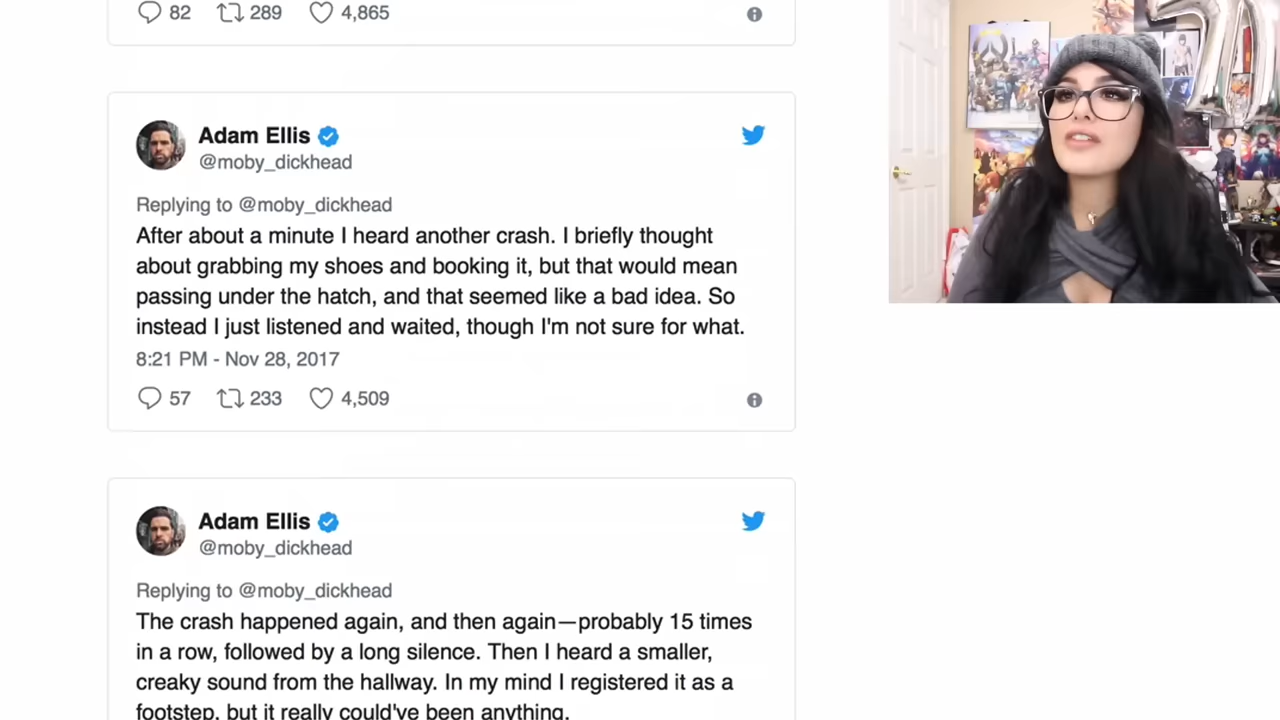 82 289 4,865
Adam Ellis
@moby_dickhead
Replying to @moby_dickhead
After about a minute I heard another crash. I briefly thought
about grabbing my shoes and booking it, but that would mean
passing under the hatch, and that seemed like a bad idea. So
instead I just listened and waited, though I'm not sure for what.
8:21 PM - Nov 28, 2017
57 233 4,509
Adam Ellis
@moby_dickhead
Replying to @moby_dickhead
The crash happened again, and then again—probably 15 times
in a row, followed by a long silence. Then I heard a smaller,
creaky sound from the hallway. In my mind I registered it as a
footstep, but it really could've been anything.